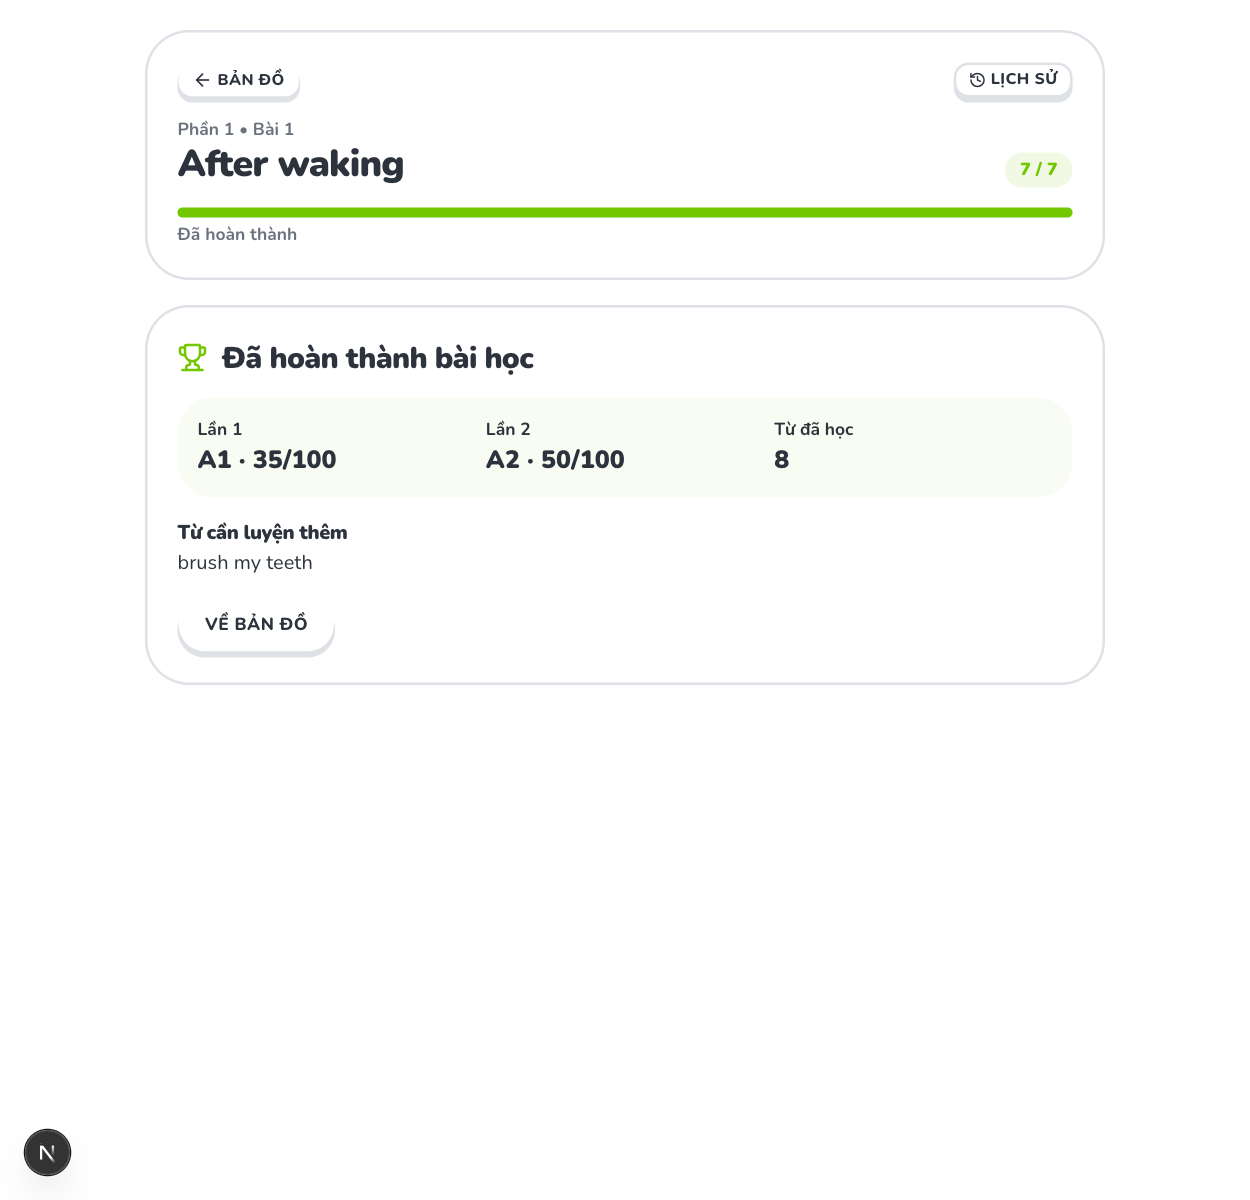 BẢN ĐỒ
LỊCH SỬ
Phần 1 • Bài 1
After waking
7 / 7
Đã hoàn thành
Đã hoàn thành bài học
Lần 1
A1 · 35/100
Lần 2
A2 · 50/100
Từ đã học
8
Từ cần luyện thêm
brush my teeth
VỀ BẢN ĐỒ
N